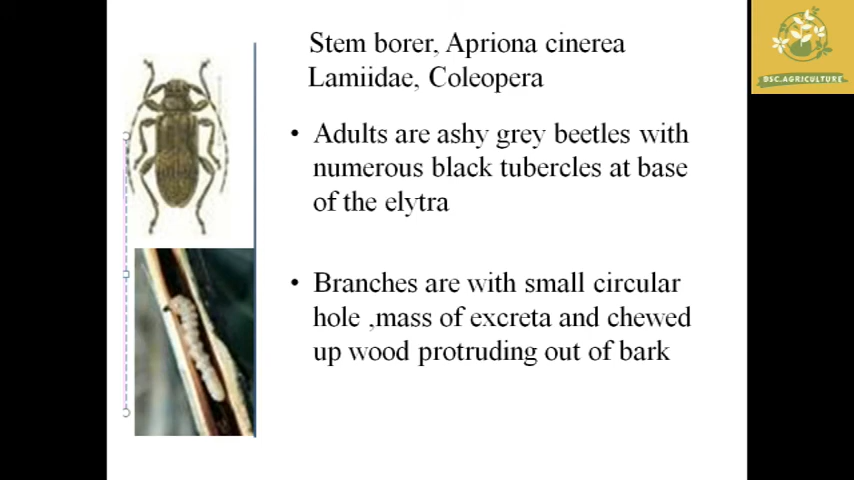 Stem borer, Apriona cinerea
Lamiidae, Coleopera
• Adults are ashy grey beetles with
numerous black tubercles at base
of the elytra
• Branches are with small circular
hole ,mass of excreta and chewed
up wood protruding out of bark
DSC.AGRICULTURE